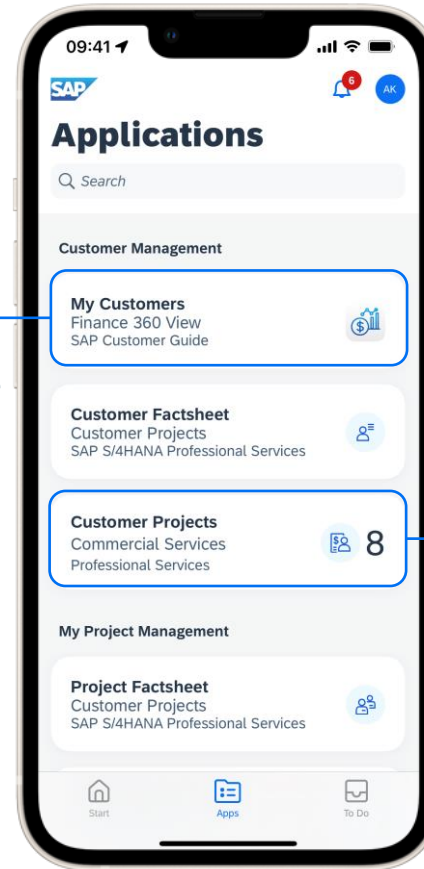 09:41
SAP
6
AK
Applications
Search
Customer Management
My Customers
Finance 360 View
SAP Customer Guide
Customer Factsheet
Customer Projects
SAP S/4HANA Professional Services
Customer Projects
Commercial Services
Professional Services
8
My Project Management
Project Factsheet
Customer Projects
SAP S/4HANA Professional Services
Start
Apps
To Do